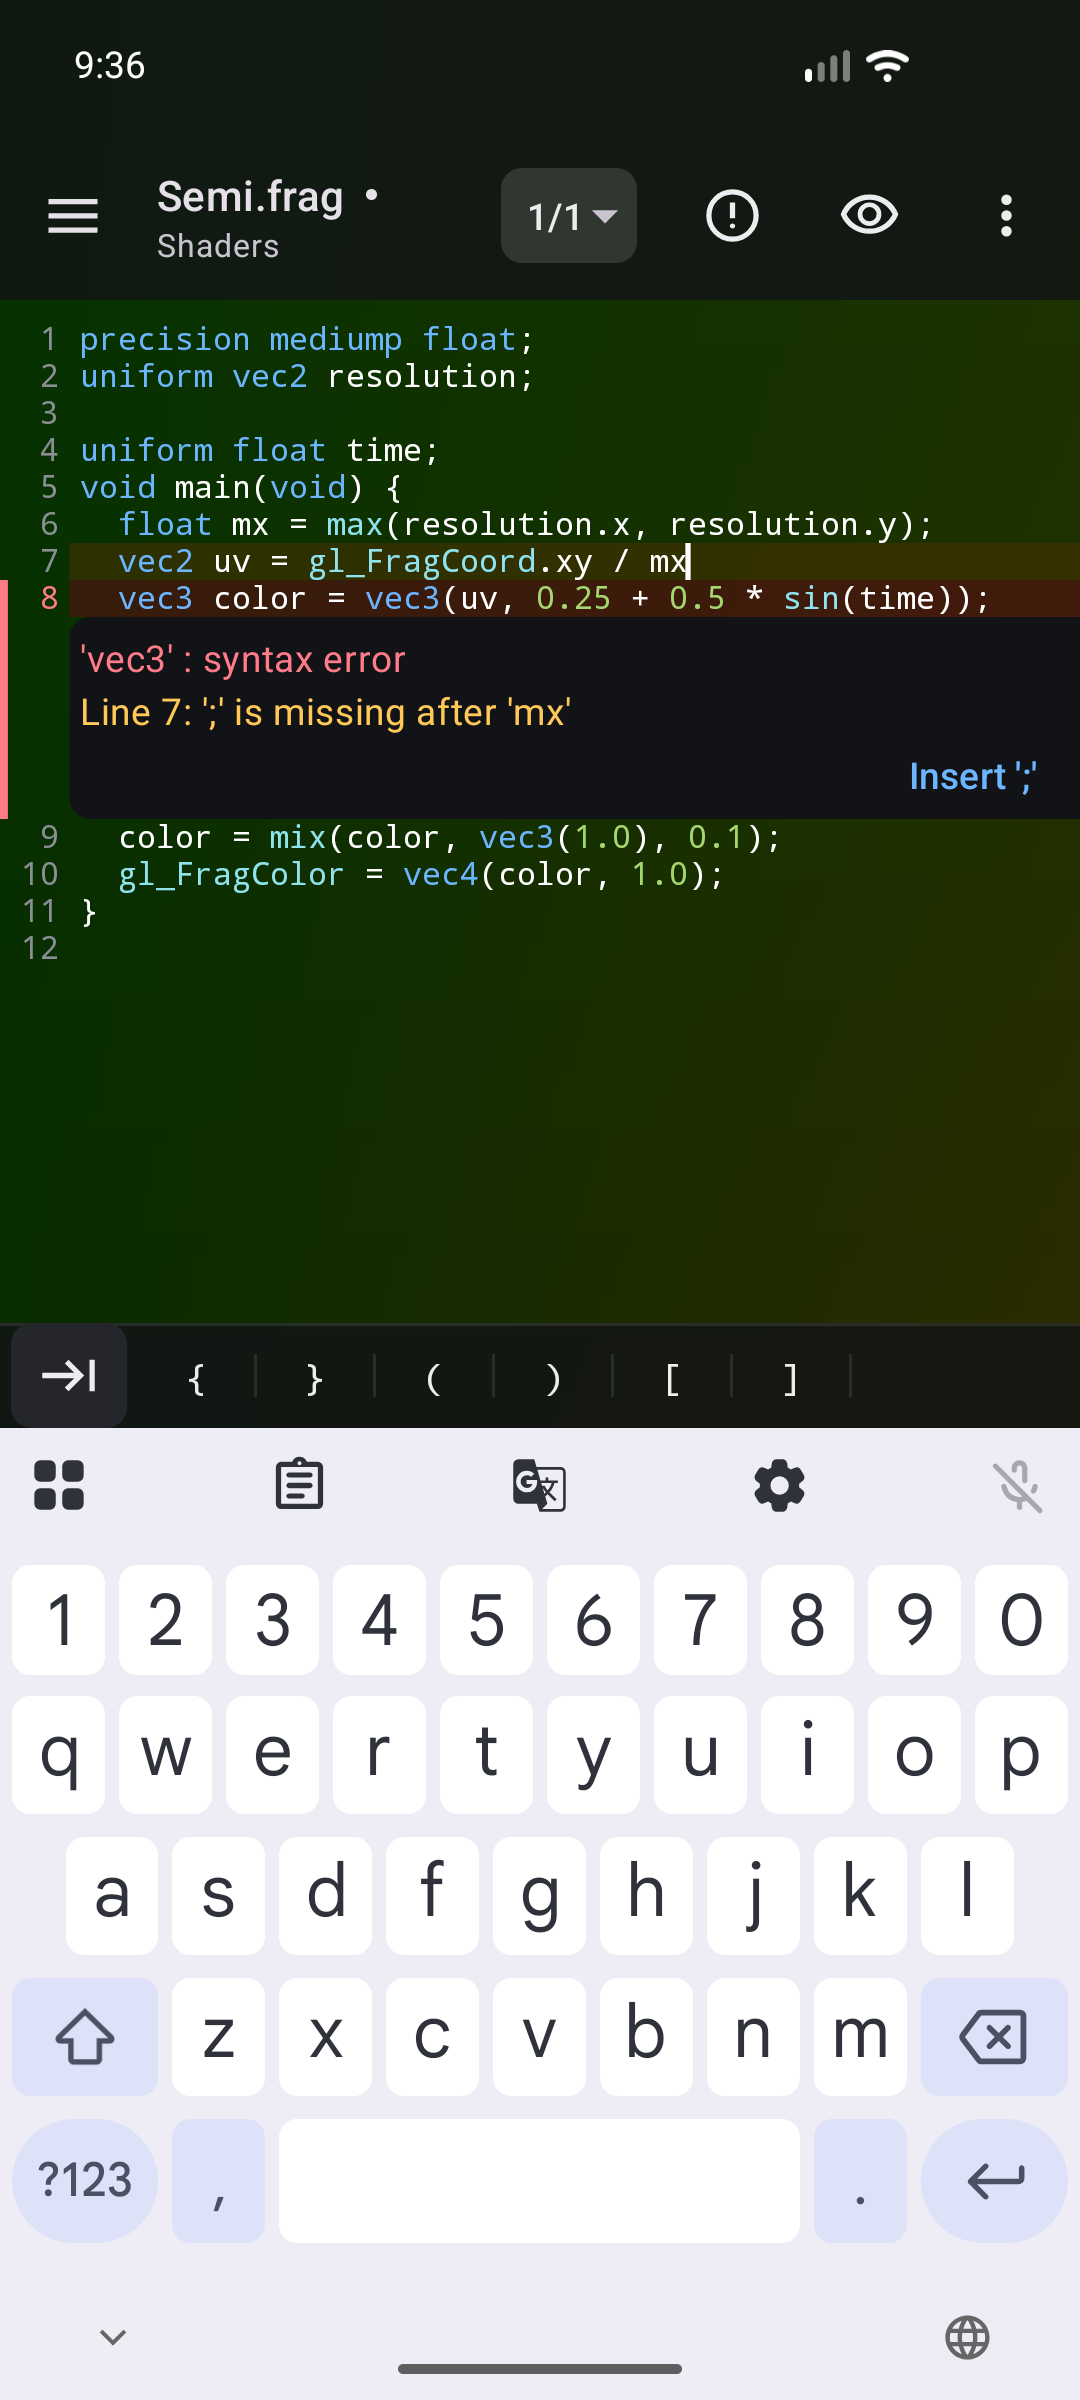 9:36
Semi.frag •
Shaders
1/1
1 precision mediump float;
2 uniform vec2 resolution;
3
4 uniform float time;
5 void main(void) {
6   float mx = max(resolution.x, resolution.y);
7   vec2 uv = gl_FragCoord.xy / mx
8   vec3 color = vec3(uv, 0.25 + 0.5 * sin(time));
'vec3' : syntax error
Line 7: ';' is missing after 'mx'
Insert ';'
9   color = mix(color, vec3(1.0), 0.1);
10   gl_FragColor = vec4(color, 1.0);
11 }
12
{ } ( ) [ ]
1 2 3 4 5 6 7 8 9 0
q w e r t y u i o p
a s d f g h j k l
z x c v b n m
?123 , .